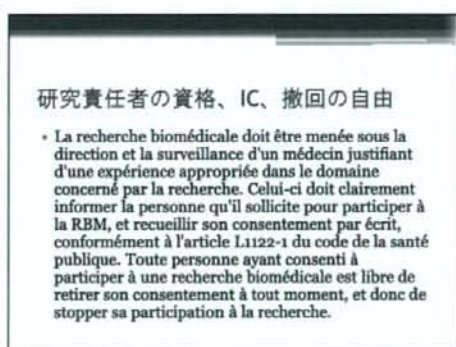 研究責任者の資格、IC、撤回の自由
• La recherche biomédicale doit être menée sous la
direction et la surveillance d'un médecin justifiant
d'une expérience appropriée dans le domaine
concerné par la recherche. Celui-ci doit clairement
informer la personne qu'il sollicite pour participer à
la RBM, et recueillir son consentement par écrit,
conformément à l'article L1122-1 du code de la santé
publique. Toute personne ayant consenti à
participer à une recherche biomédicale est libre de
retirer son consentement à tout moment, et donc de
stopper sa participation à la recherche.